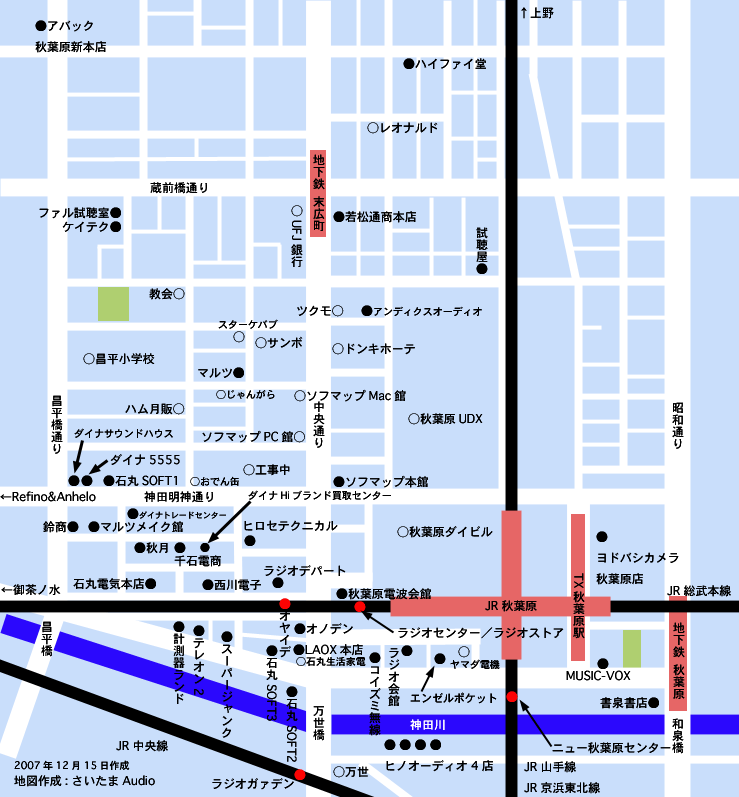 ↑上野
アバック
秋葉原新本店
ハイファイ堂
レオナルド
地下鉄 末広町
蔵前橋通り
ファル試聴室
ケイテク
UFJ銀行
若松通商本店
試聴屋
教会
ツクモ
アンディクスオーディオ
スターケバブ
サンボ
ドンキホーテ
昌平小学校
マルツ
じゃんがら
ソフマップ Mac 館
昌平橋通り
ハム月販
中央通り
秋葉原 UDX
昭和通り
ダイナサウンドハウス
ソフマップ PC 館
ダイナ 5555
工事中
石丸 SOFT1
おでん缶
ソフマップ本館
←Refino&Anhelo
神田明神通り
ダイナ Hi ブランド買取センター
ダイナトレードセンター
鈴商
マルツメイク館
ヒロセテクニカル
秋葉原ダイビル
秋月
千石電商
ヨドバシカメラ
秋葉原店
TX 秋葉原駅
ラジオデパート
←御茶ノ水
石丸電気本店
西川電子
秋葉原電波会館
JR 総武本線
JR 秋葉原
昌平橋
計測器ランド
テレオン 2
スーパージャンク
オヤイデ
オノデン
ラジオセンター／ラジオストア
地下鉄 秋葉原
LAOX 本店
石丸生活家電
石丸 SOFT3
コイズミ無線
ラジオ会館
ヤマダ電機
エンゼルポケット
MUSIC-VOX
石丸 SOFT2
書泉書店
万世橋
神田川
和泉橋
JR 中央線
ニュー秋葉原センター
2007 年 12 月 15 日作成
地図作成：さいたま Audio
ラジオガァデン
万世
ヒノオーディオ 4 店
JR 山手線
JR 京浜東北線